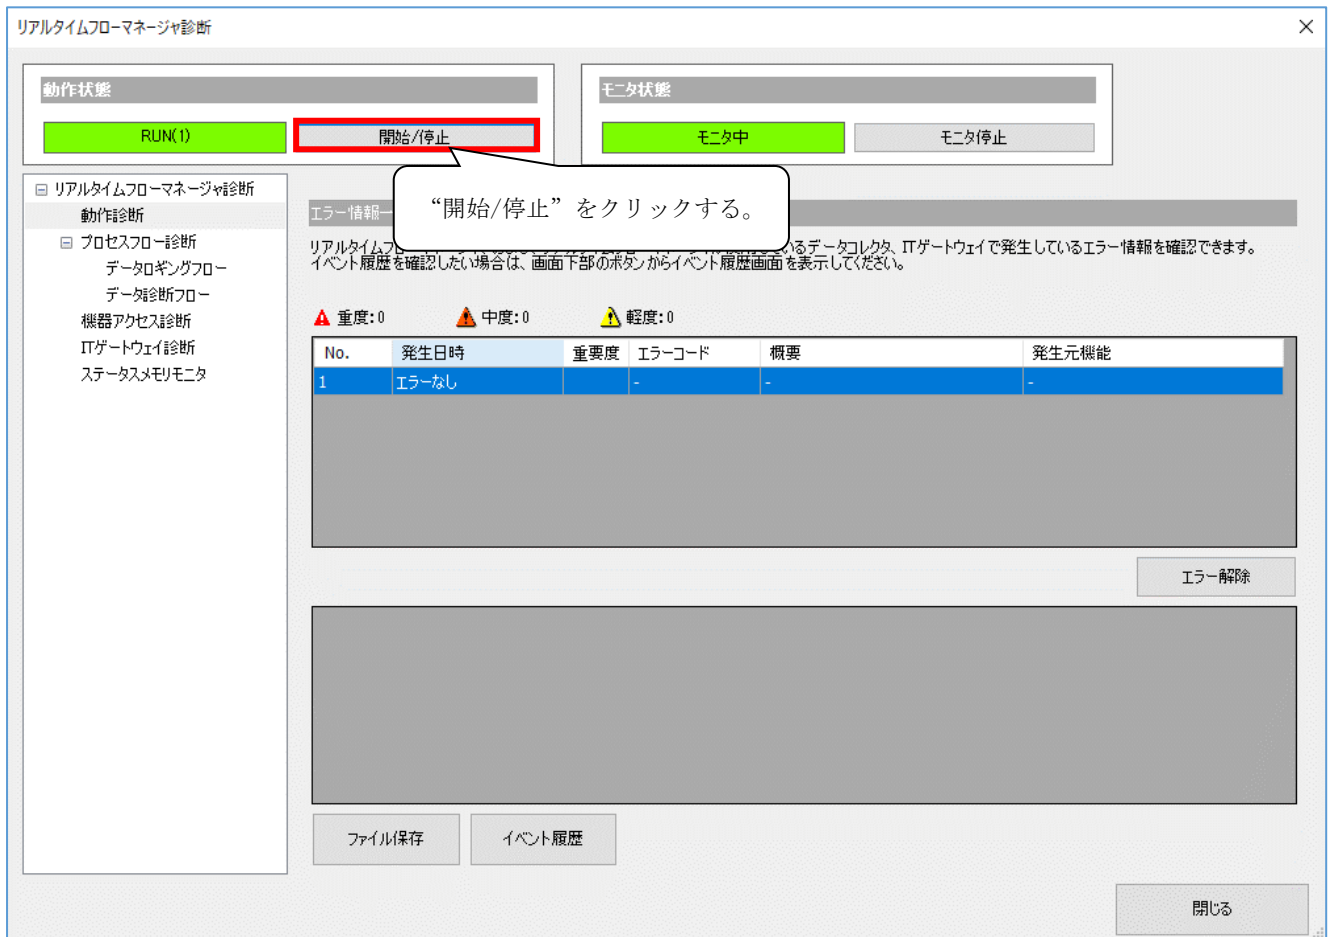 リアルタイムフローマネージャ診断
動作状態
RUN(1)
開始/停止
モニタ状態
モニタ中
モニタ停止
“開始/停止”をクリックする。
リアルタイムフローマネージャ診断
動作診断
プロセスフロー診断
データロギングフロー
データ診断フロー
機器アクセス診断
ITゲートウェイ診断
ステータスメモリモニタ
エラー情報
リアルタイム
いるデータコレクタ、ITゲートウェイで発生しているエラー情報を確認できます。
イベント履歴を確認したい場合は、画面下部のボタンからイベント履歴画面を表示してください。
重度:0 中度:0 軽度:0
No. 発生日時 重要度 エラーコード 概要 発生元機能
1 エラーなし - - -
エラー解除
ファイル保存 イベント履歴
閉じる